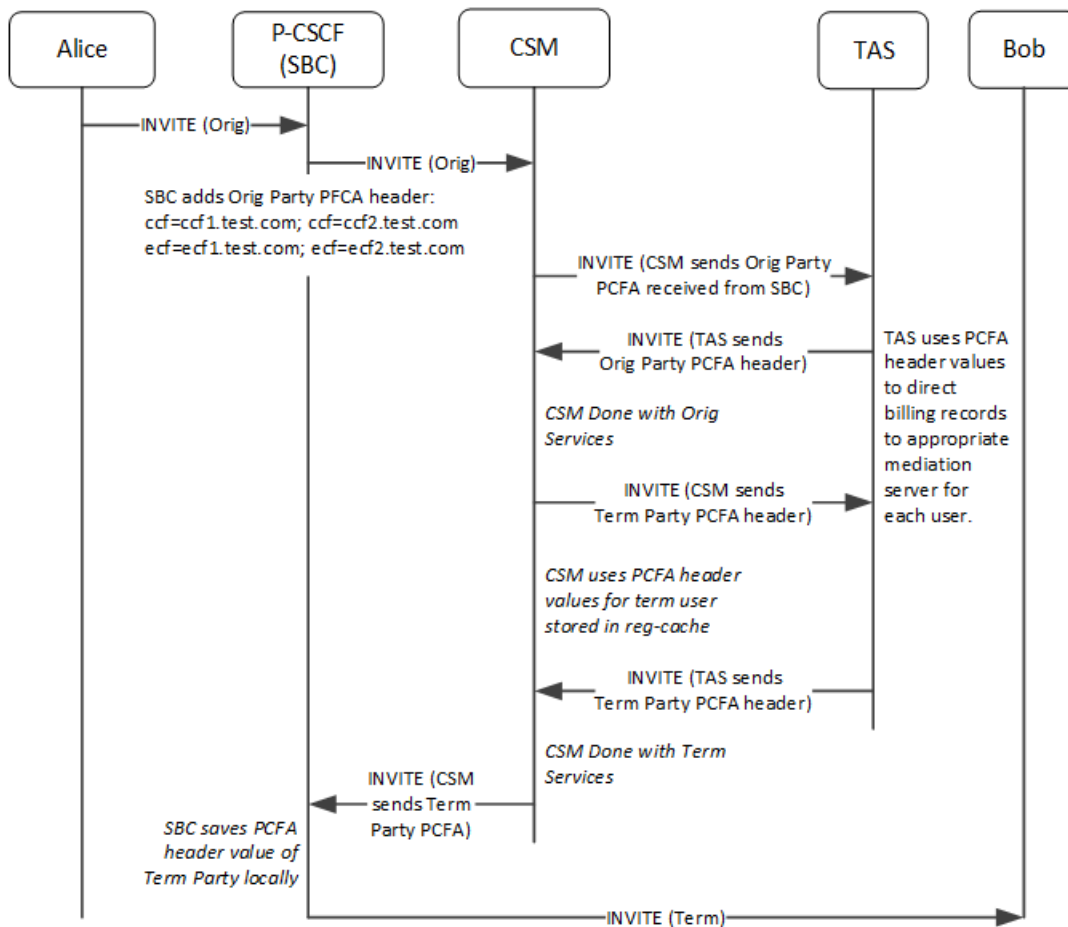 Alice
P-CSCF
(SBC)
CSM
TAS
Bob
INVITE (Orig)
INVITE (Orig)
SBC adds Orig Party PFCA header:
ccf=ccf1.test.com; ccf=ccf2.test.com
ecf=ecf1.test.com; ecf=ecf2.test.com
INVITE (CSM sends Orig Party
PCFA received from SBC)
INVITE (TAS sends
Orig Party PCFA header)
TAS uses PCFA
header values
to direct
billing records
to appropriate
mediation
server for
each user.
CSM Done with Orig
Services
INVITE (CSM sends
Term Party PCFA header)
CSM uses PCFA header
values for term user
stored in reg-cache
INVITE (TAS sends
Term Party PCFA header)
CSM Done with Term
Services
INVITE (CSM
sends Term
Party PCFA)
SBC saves PCFA
header value of
Term Party locally
INVITE (Term)